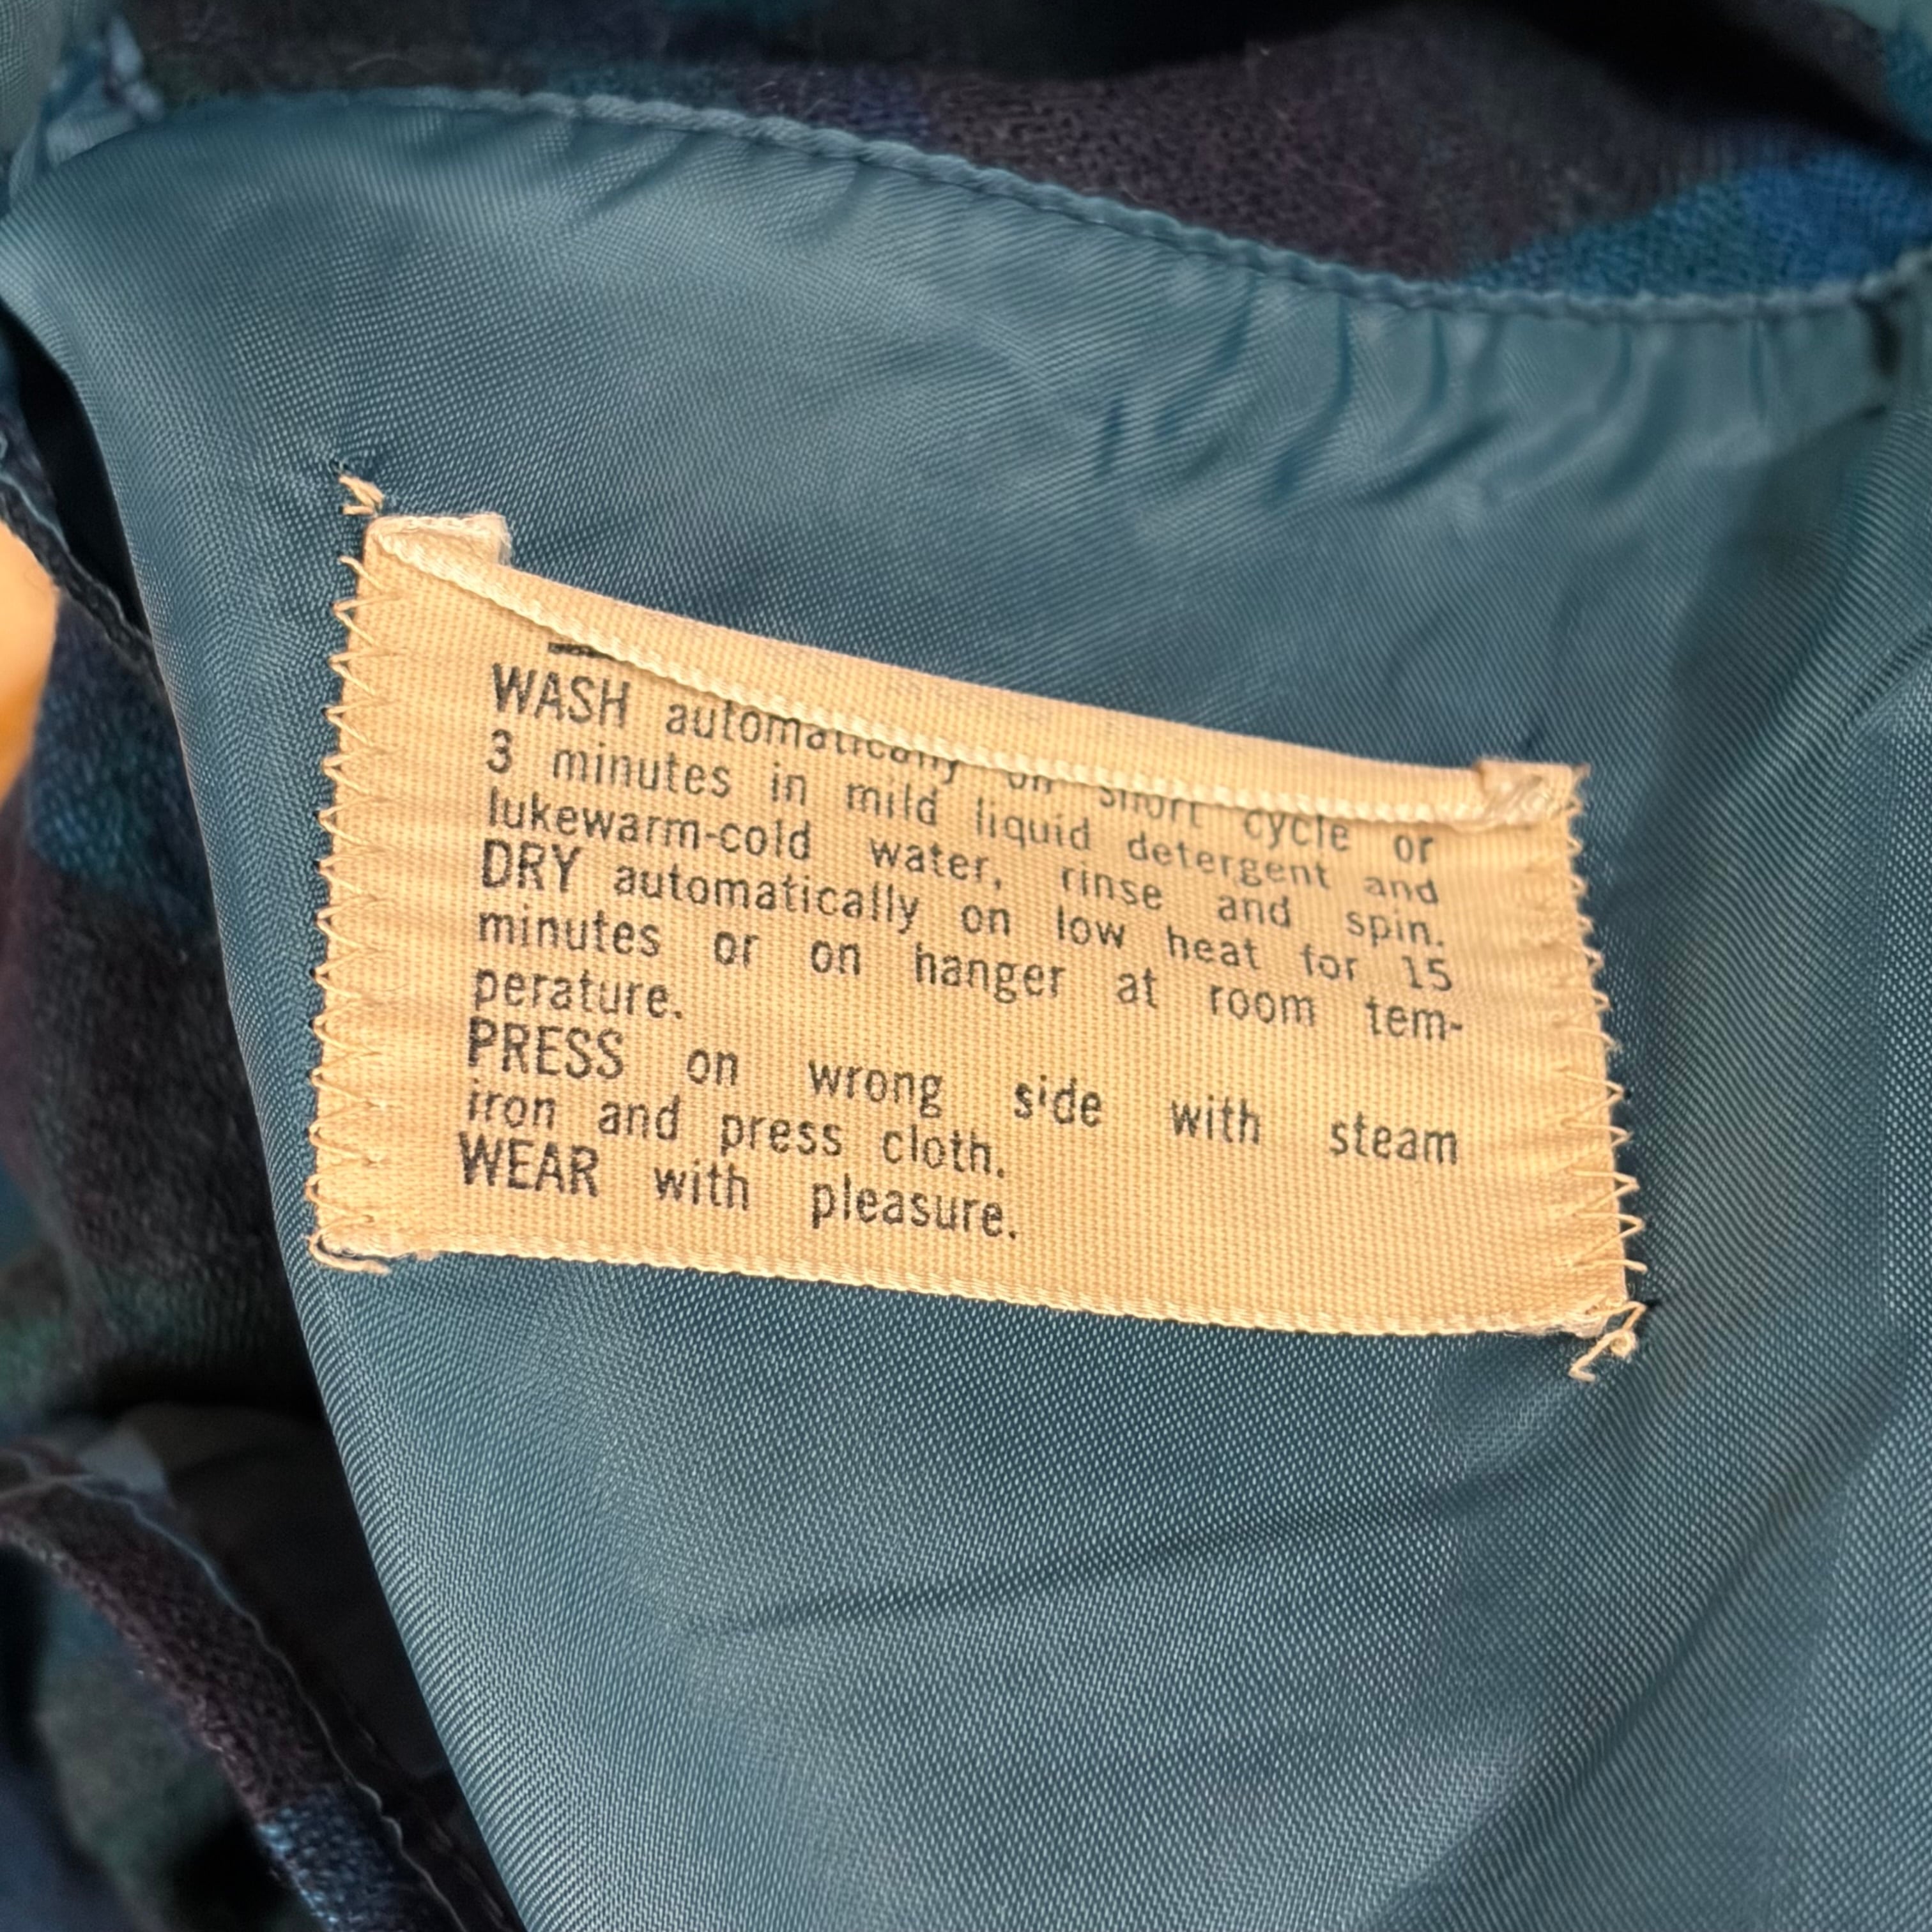 WASH automatically on short cycle or
3 minutes in mild liquid detergent and
lukewarm-cold water, rinse and spin.
DRY automatically on low heat for 15
minutes or on hanger at room tem-
perature.
PRESS on wrong side with steam
iron and press cloth.
WEAR with pleasure.